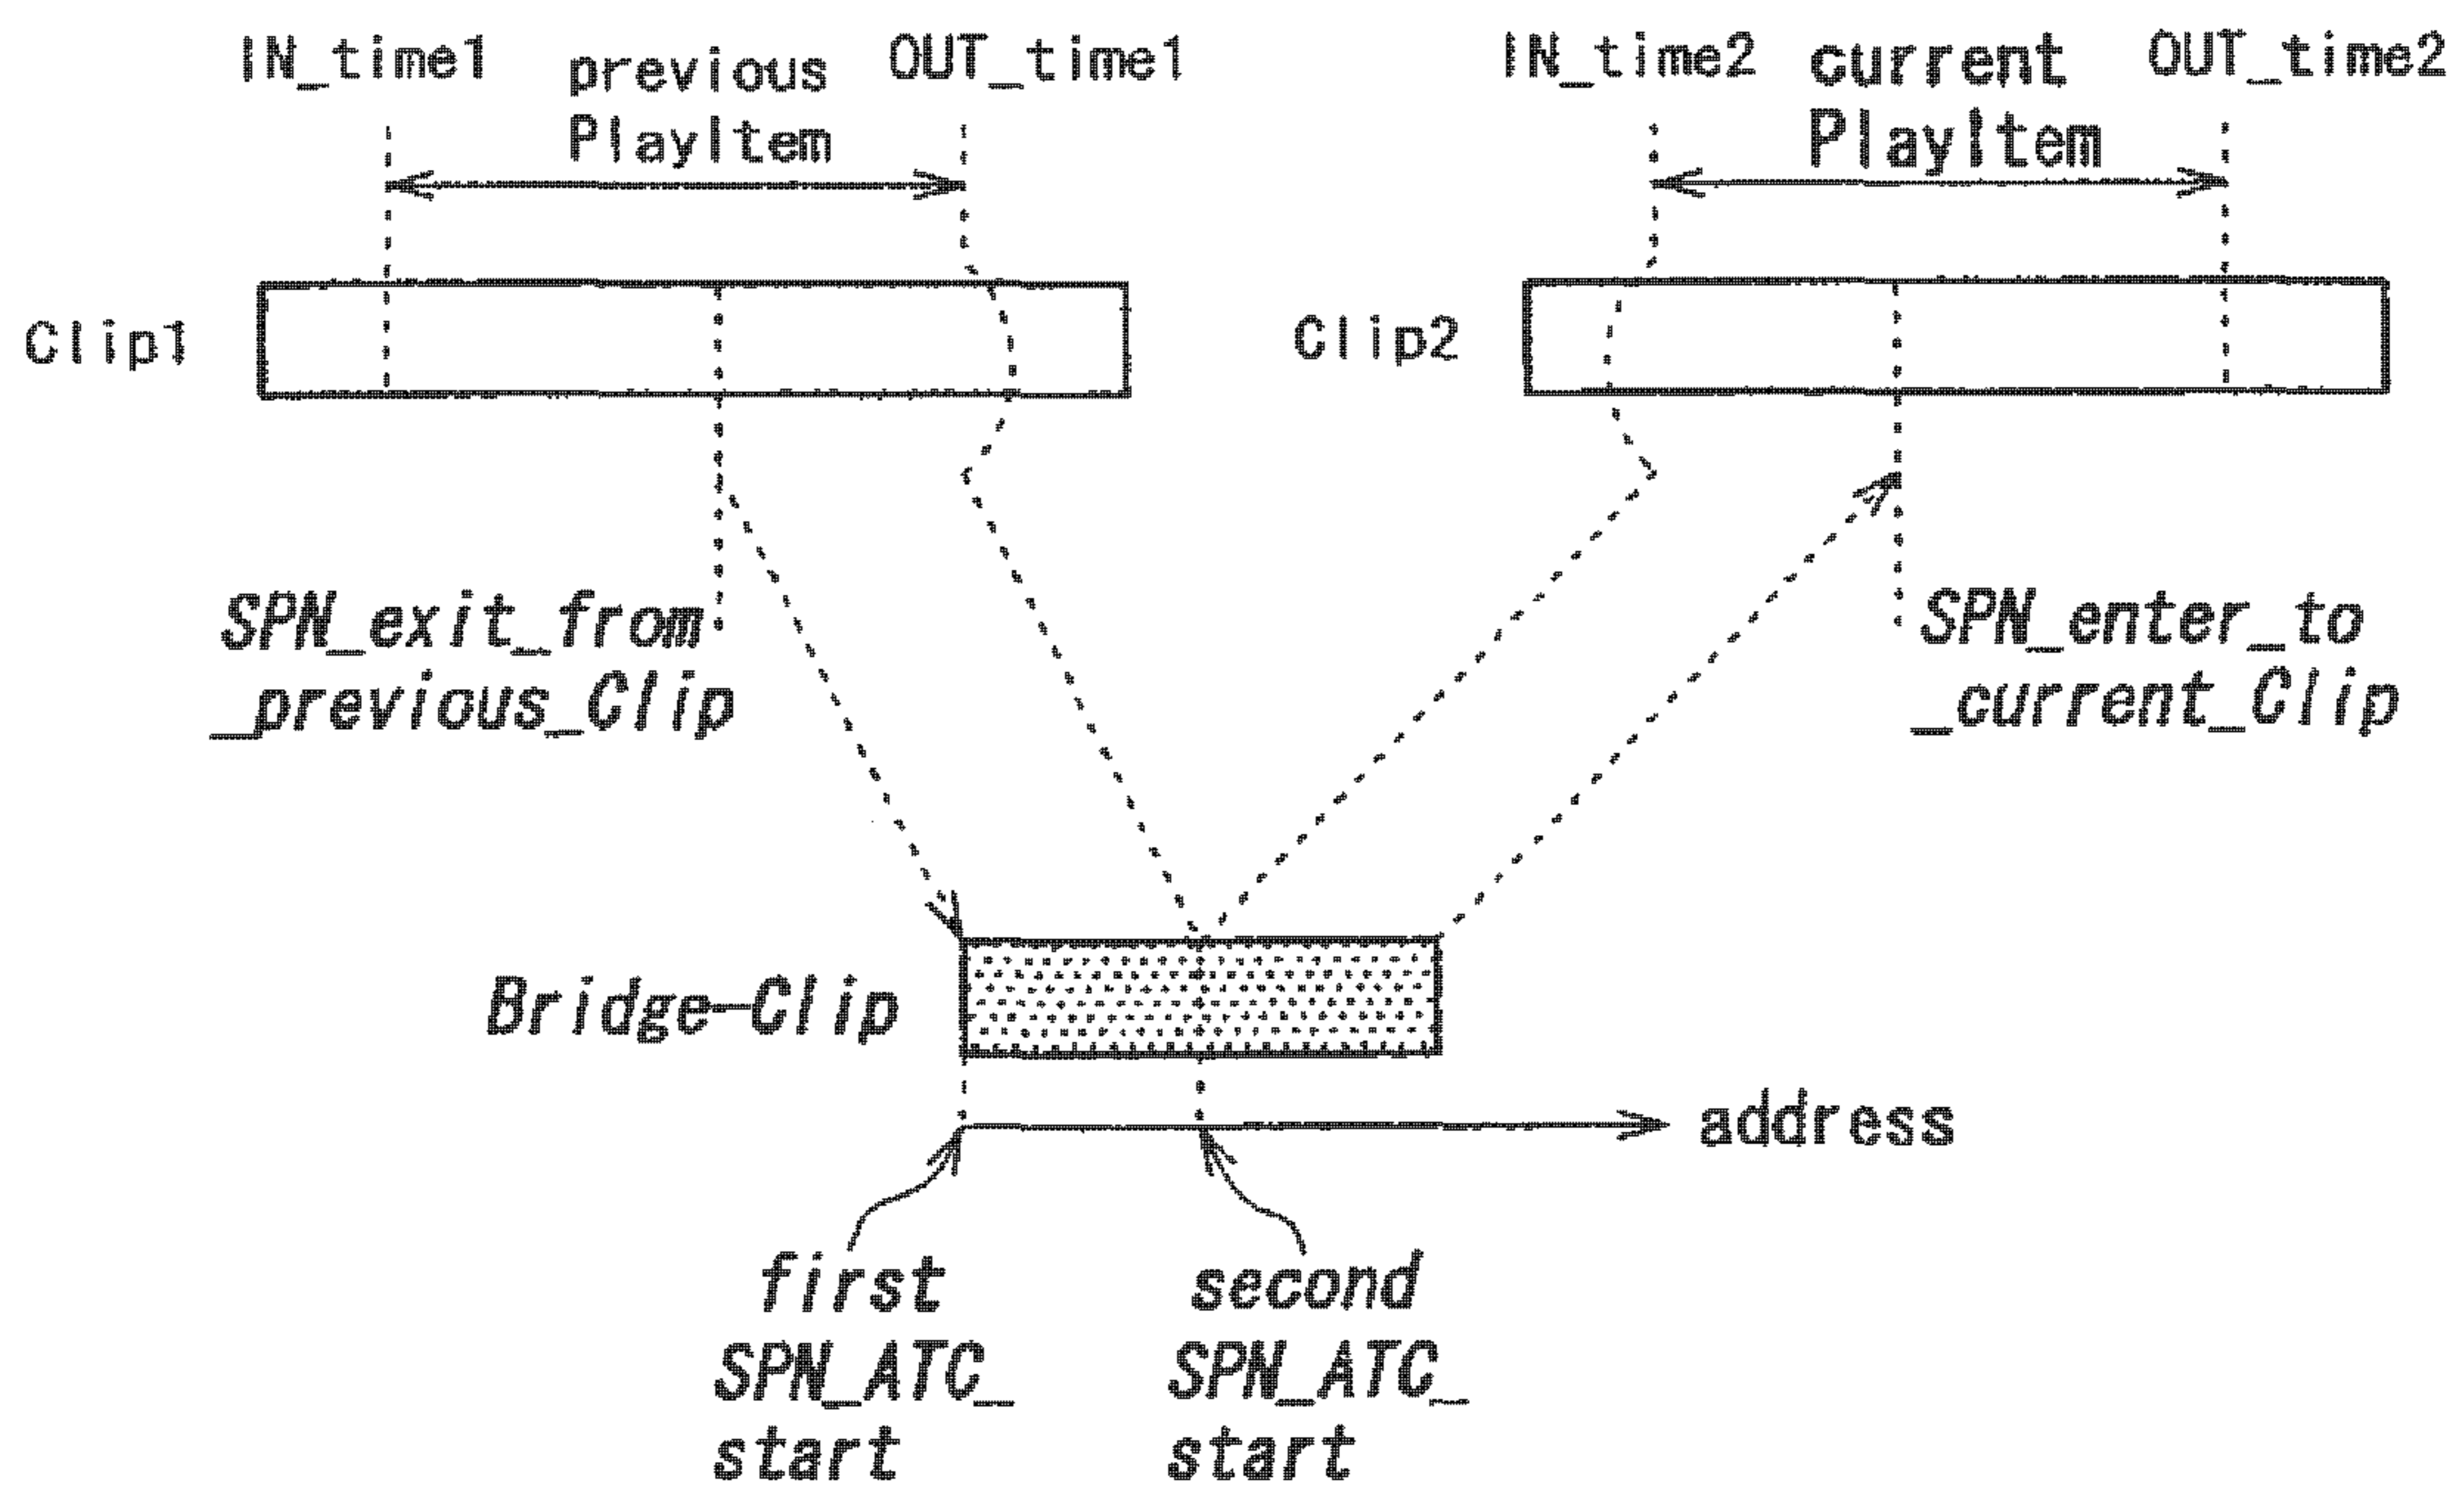 IN_time1
previous
PlayItem
OUT_time1
IN_time2
current
PlayItem
OUT_time2
Clip1
Clip2
SPN_exit_from
_previous_Clip
SPN_enter_to
_current_Clip
Bridge-Clip
address
first
SPN_ATC_
start
second
SPN_ATC_
start